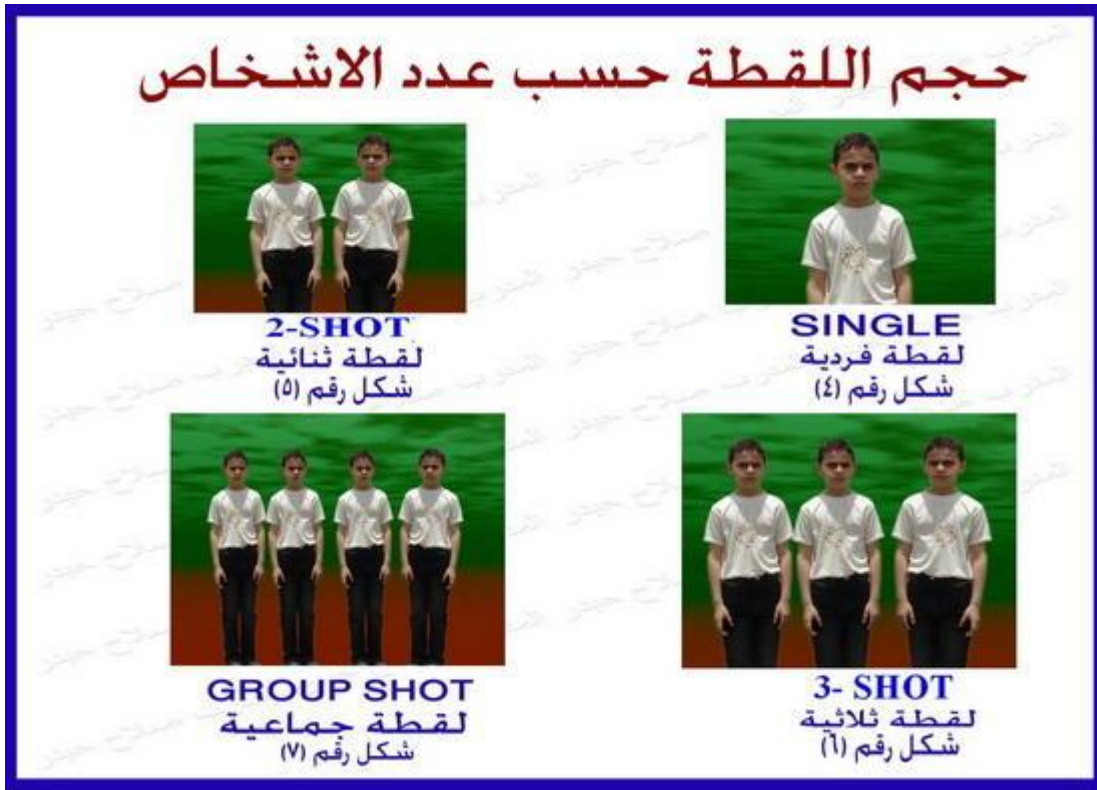 حجم اللقطة حسب عدد الاشخاص
SINGLE
لقطة فردية
شكل رقم (٤)
2-SHOT
لقطة ثنائية
شكل رقم (٥)
3- SHOT
لقطة ثلاثية
شكل رقم (٦)
GROUP SHOT
لقطة جماعية
شكل رقم (٧)